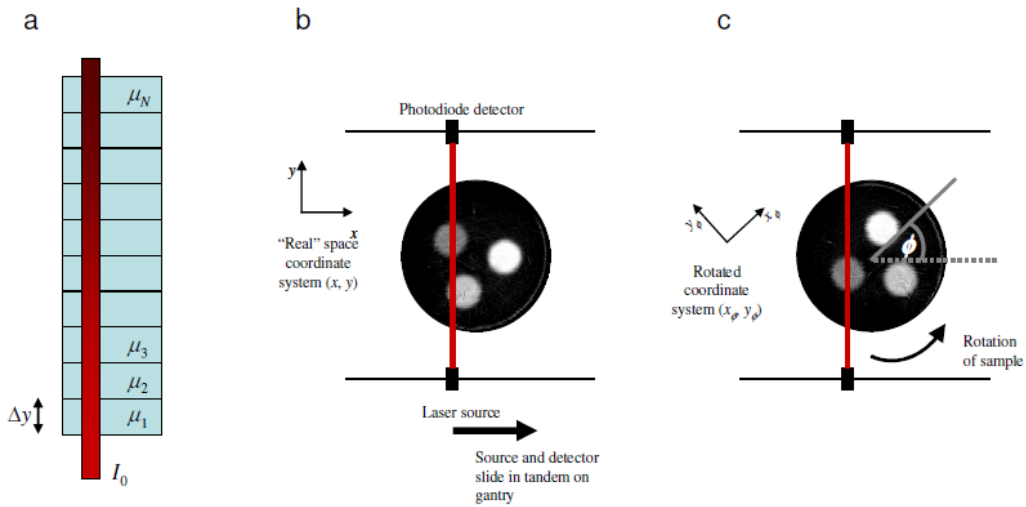 a
μN
μ3
μ2
Δy
μ1
I0
b
Photodiode detector
y
x
“Real” space
coordinate
system (x, y)
Laser source
Source and detector
slide in tandem on
gantry
c
yϕ
xϕ
ϕ
Rotated
coordinate
system (xϕ, yϕ)
Rotation
of sample